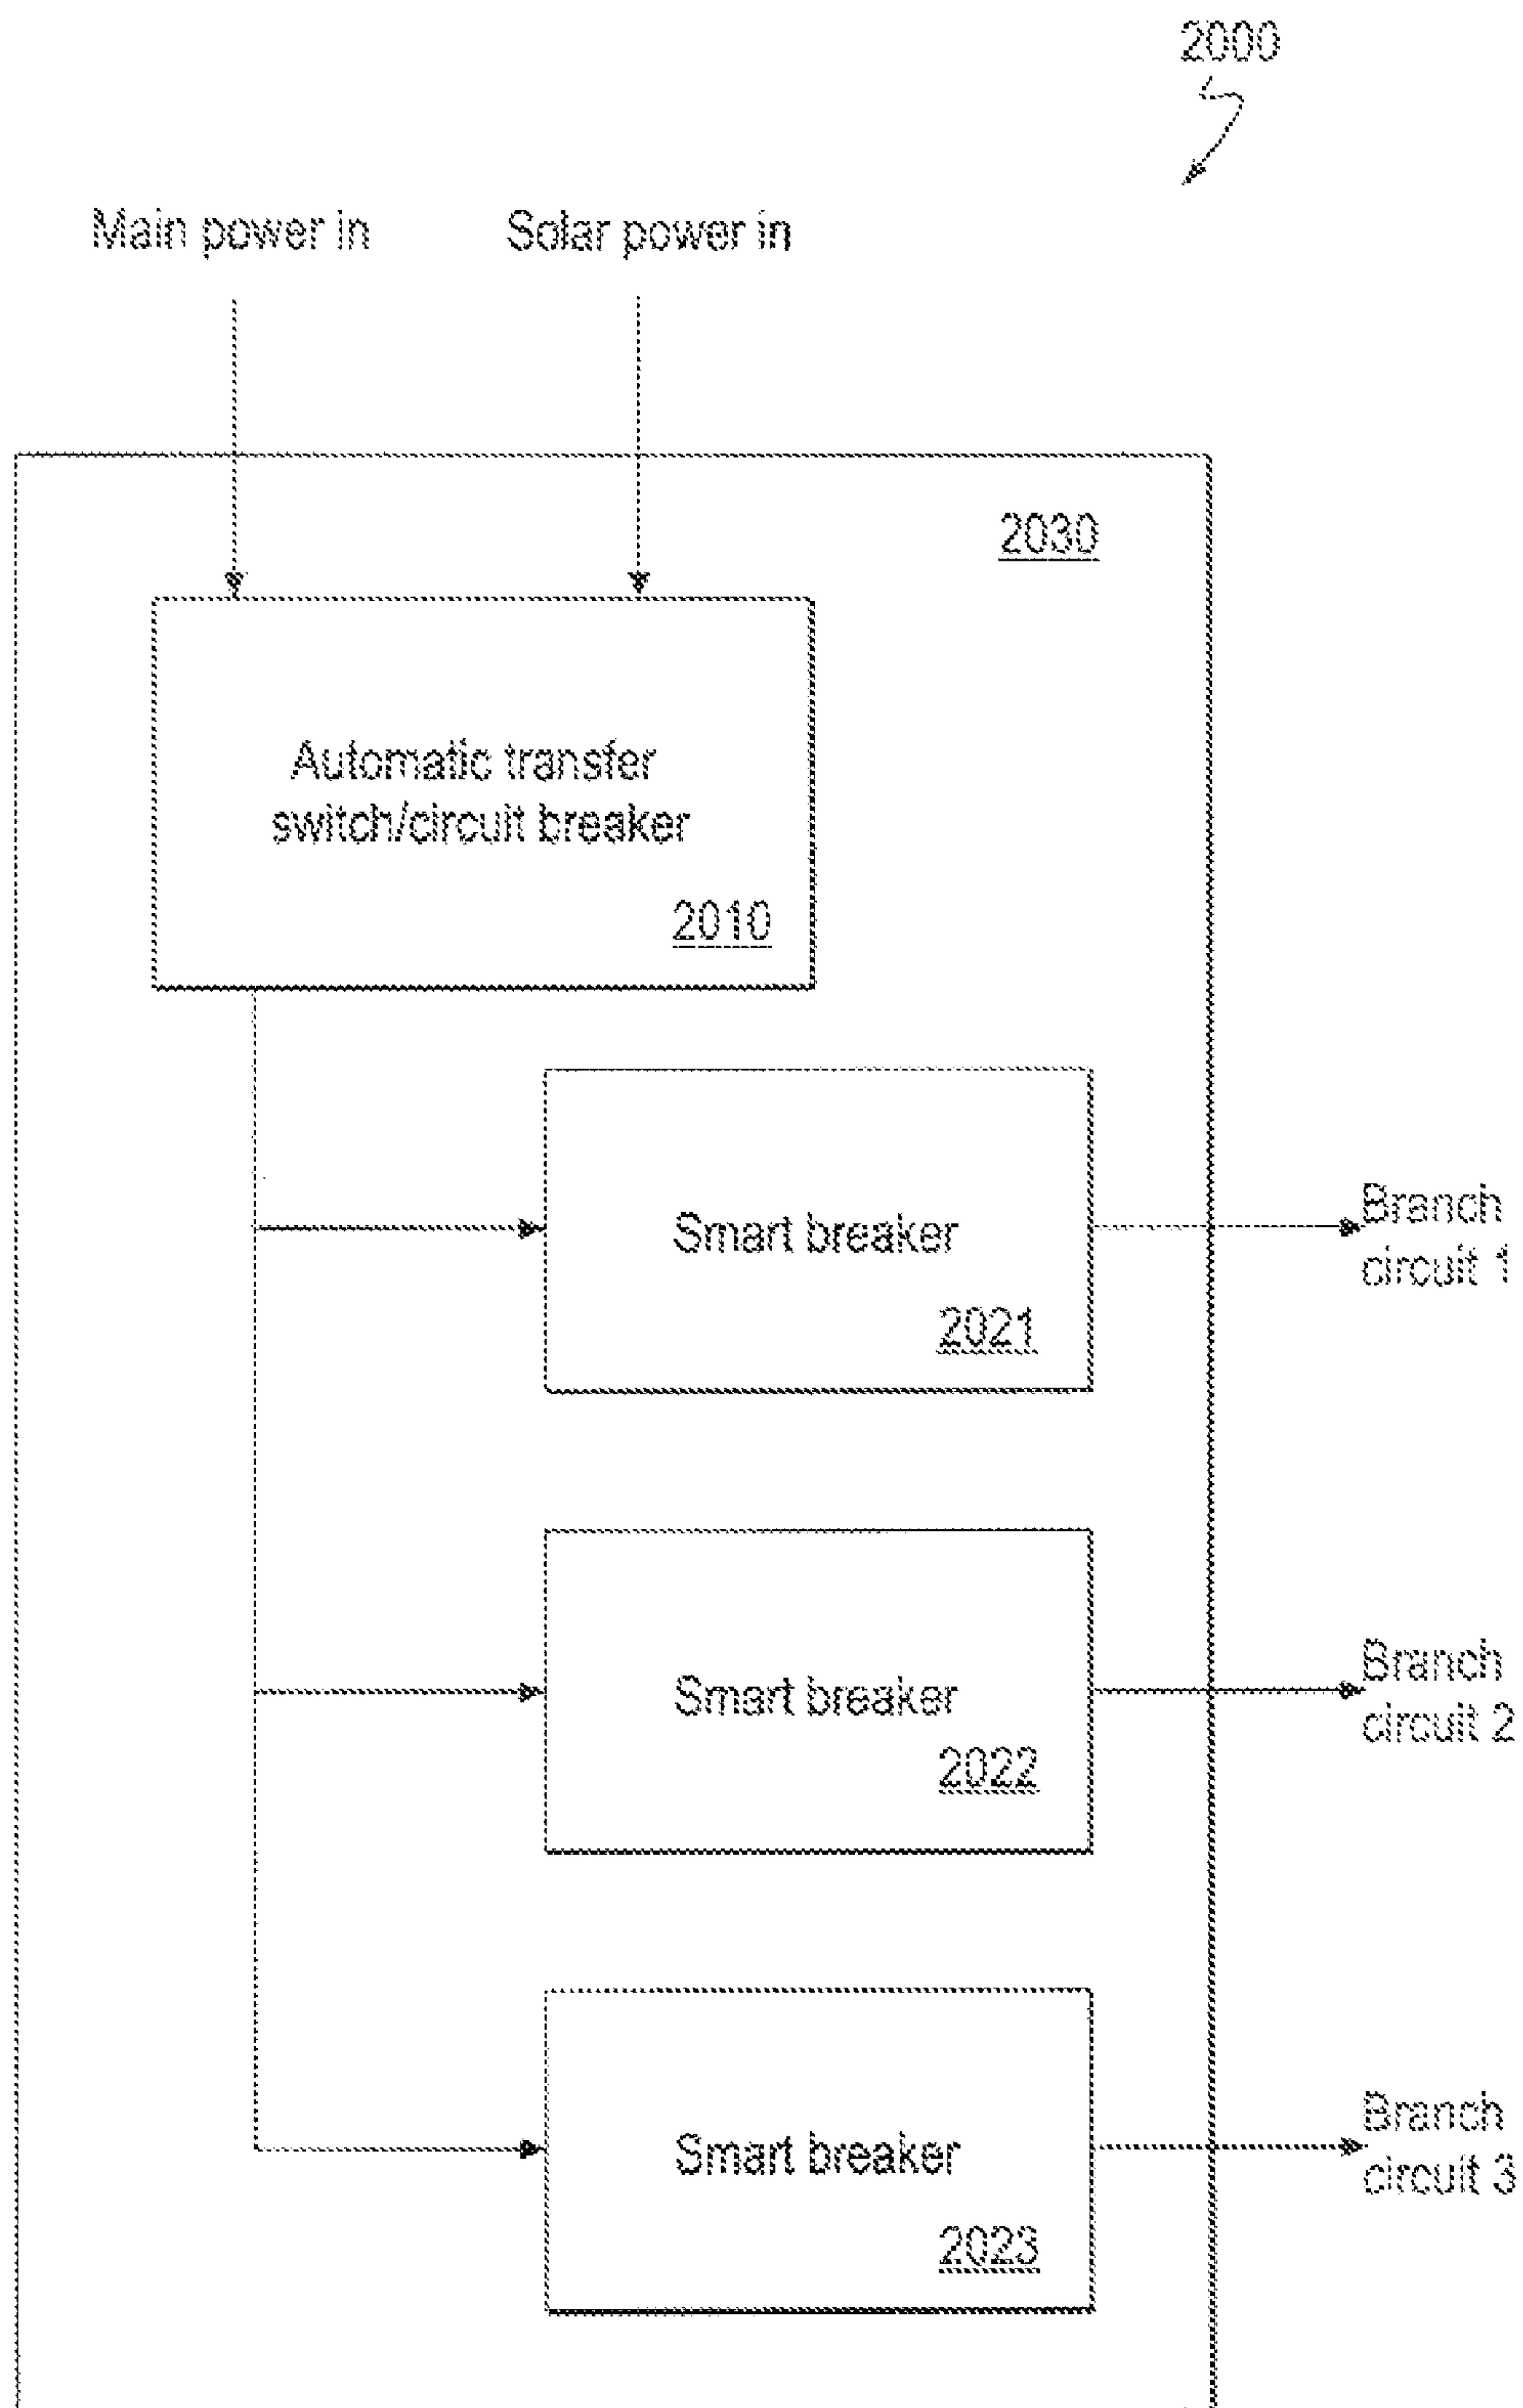 2000
Main power in
Solar power in
2030
Automatic transfer
switch/circuit breaker
2010
Smart breaker
2021
Branch
circuit 1
Smart breaker
2022
Branch
circuit 2
Smart breaker
2023
Branch
circuit 3